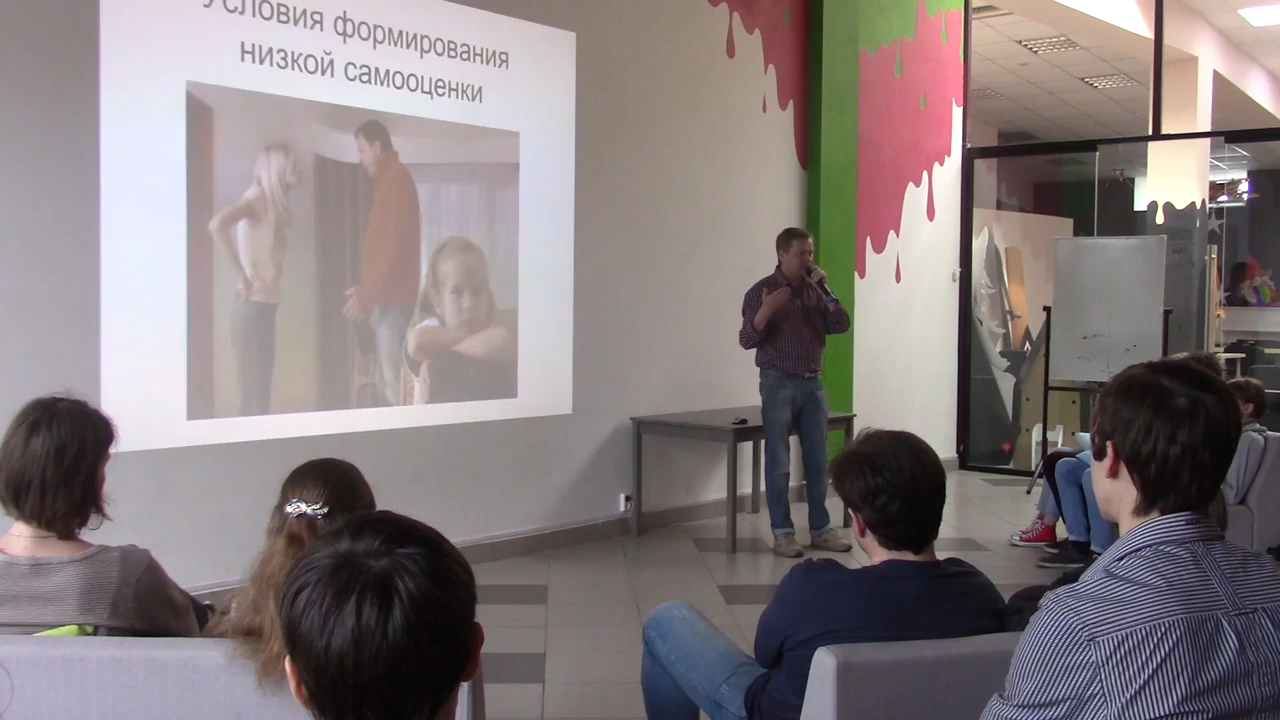 Условия формирования
низкой самооценки